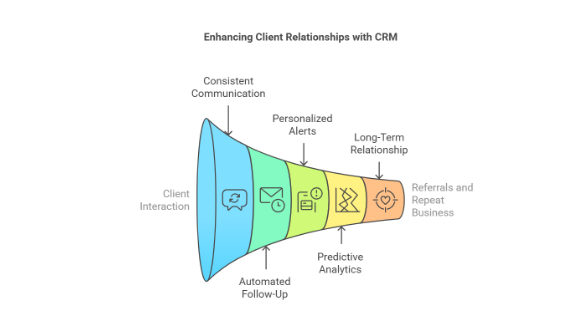 Enhancing Client Relationships with CRM
Consistent
Communication
Personalized
Alerts
Long-Term
Relationship
Client
Interaction
Referrals and
Repeat
Business
Predictive
Analytics
Automated
Follow-Up